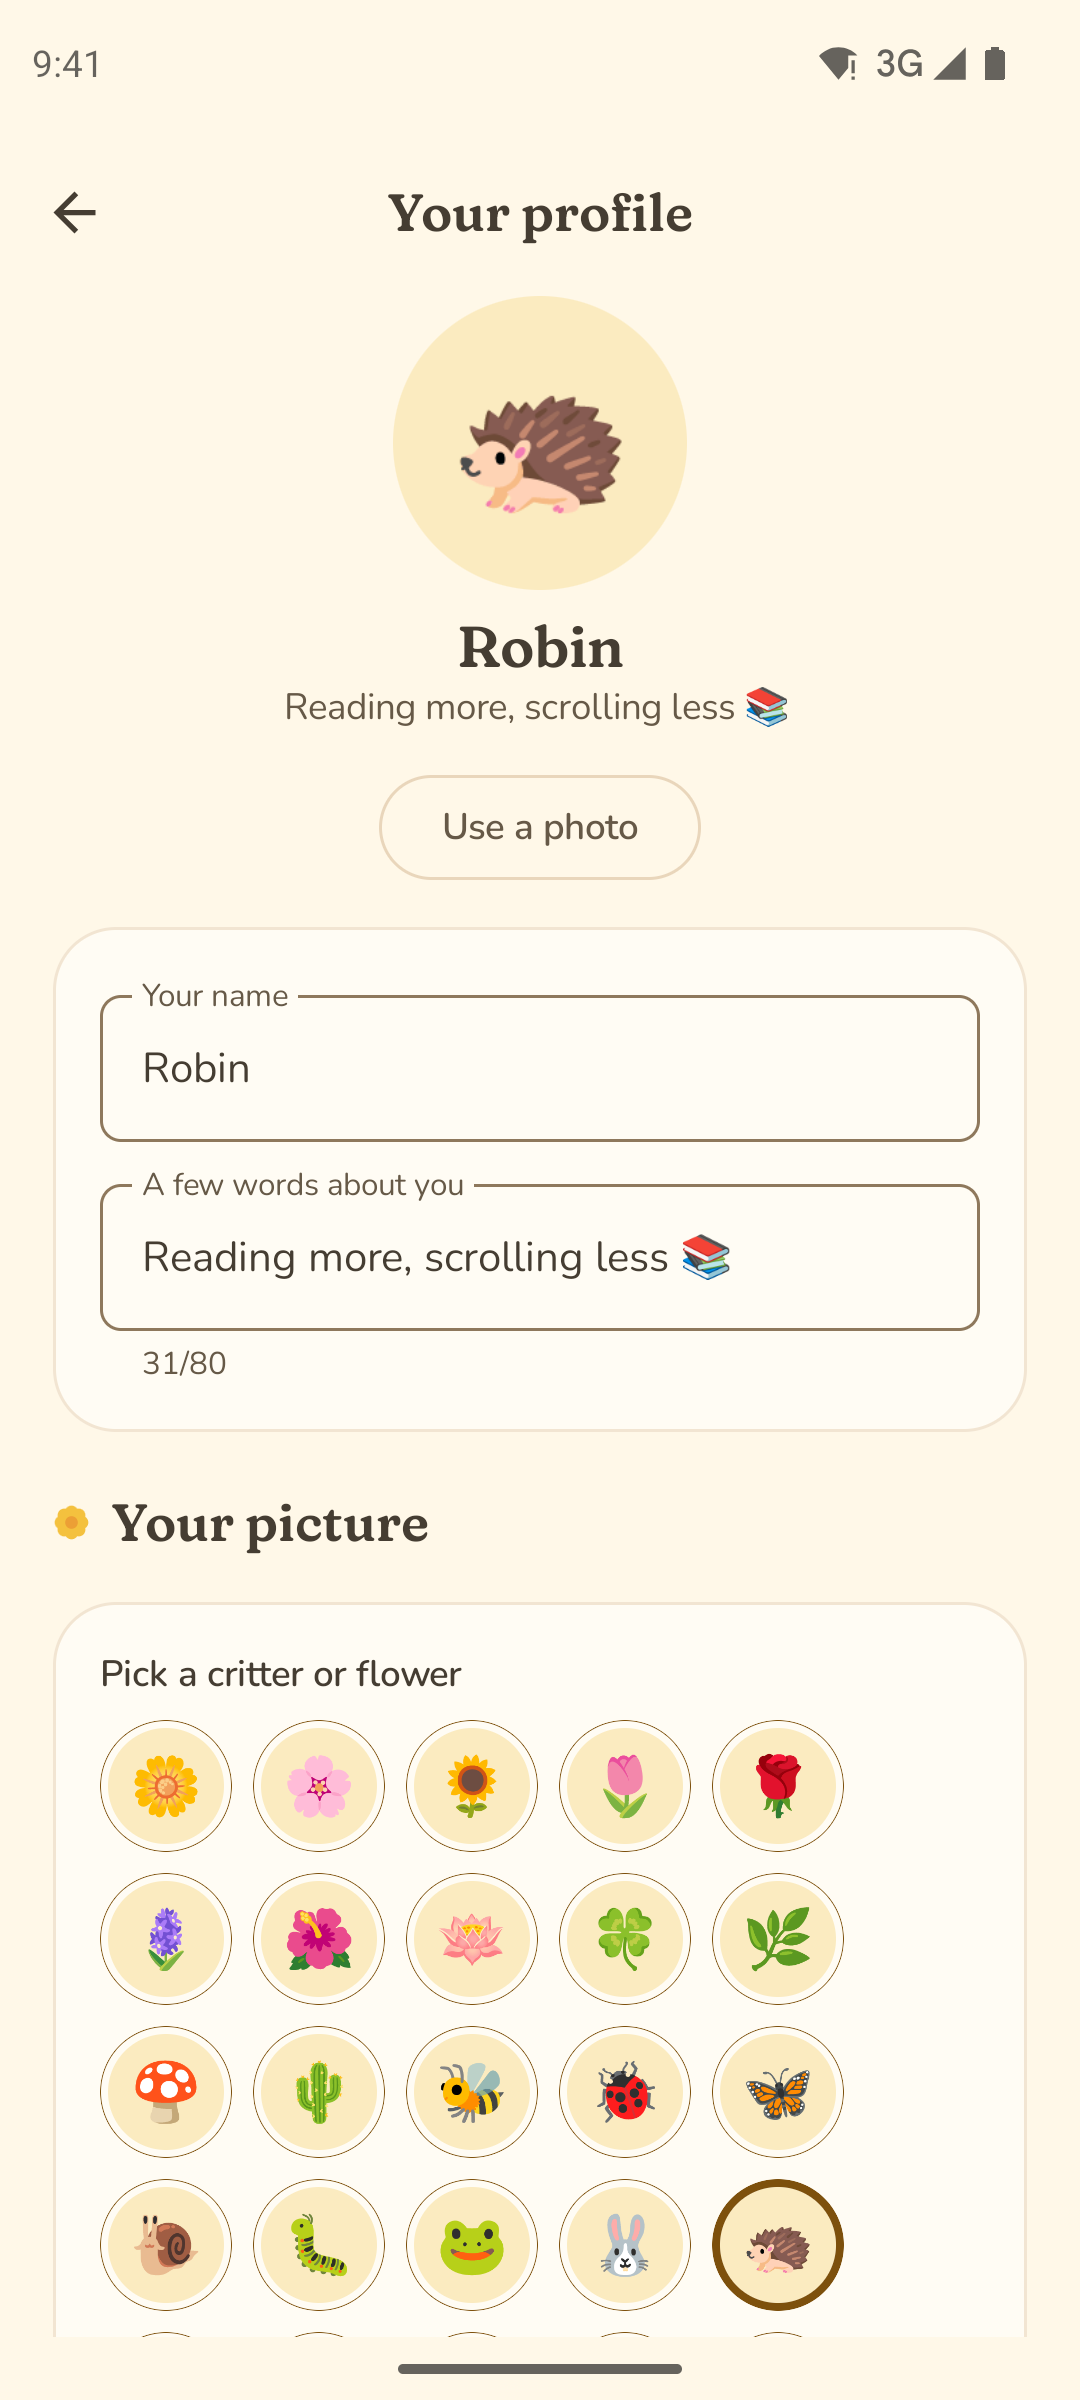 9:41
3G
Your profile
Robin
Reading more, scrolling less 📚
Use a photo
Your name
Robin
A few words about you
Reading more, scrolling less 📚
31/80
Your picture
Pick a critter or flower